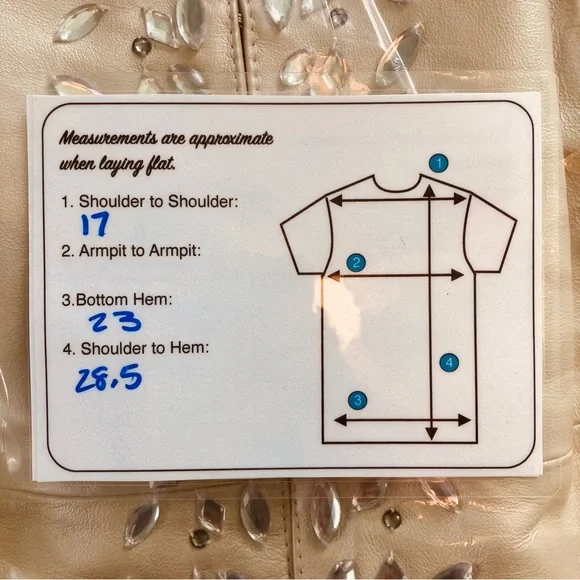 Measurements are approximate
when laying flat.
1. Shoulder to Shoulder:
17
2. Armpit to Armpit:
3.Bottom Hem:
23
4. Shoulder to Hem:
28.5
1
2
4
3